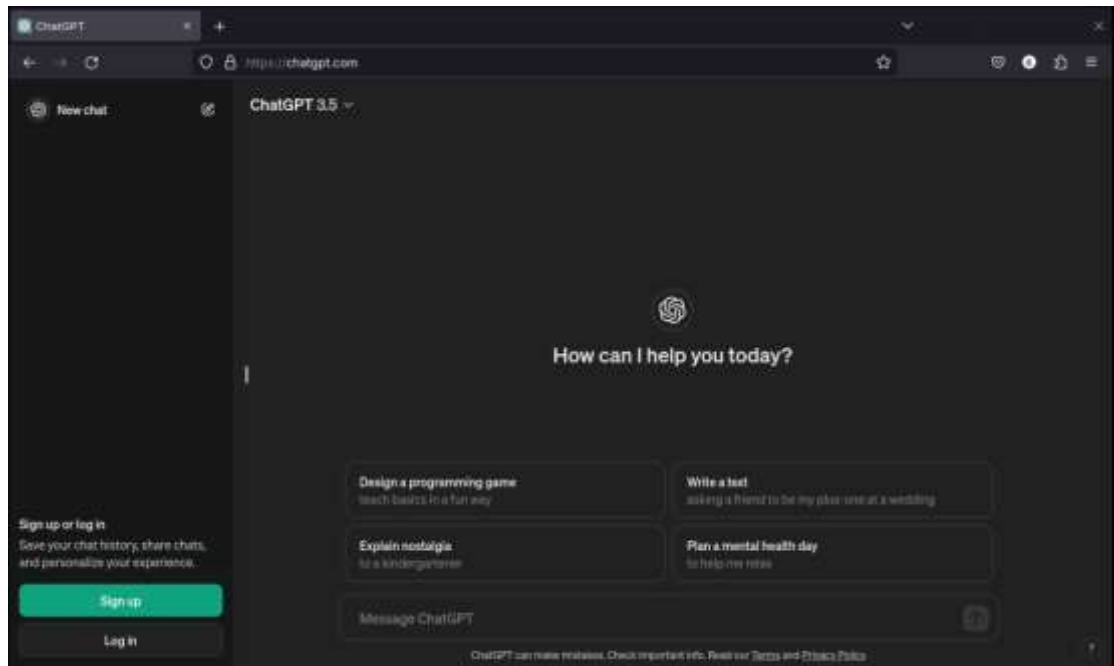 ChatGPT
https://chatgpt.com
New chat
ChatGPT 3.5
How can I help you today?
Design a programming game
teach basics in a fun way
Write a text
asking a friend to be my plus-one at a wedding
Explain nostalgia
to a kindergartener
Plan a mental health day
to help me relax
Sign up or log in
Save your chat history, share chats,
and personalize your experience.
Sign up
Log in
Message ChatGPT
ChatGPT can make mistakes. Check important info. Read our Terms and Privacy Policy
?